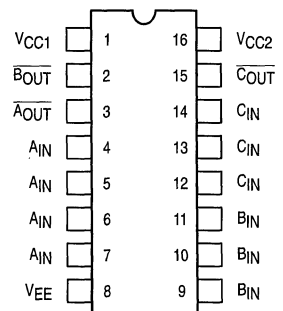 VCC1 1 16 VCC2
BOUT 2 15 COUT
AOUT 3 14 CIN
AIN 4 13 CIN
AIN 5 12 CIN
AIN 6 11 BIN
AIN 7 10 BIN
VEE 8 9 BIN